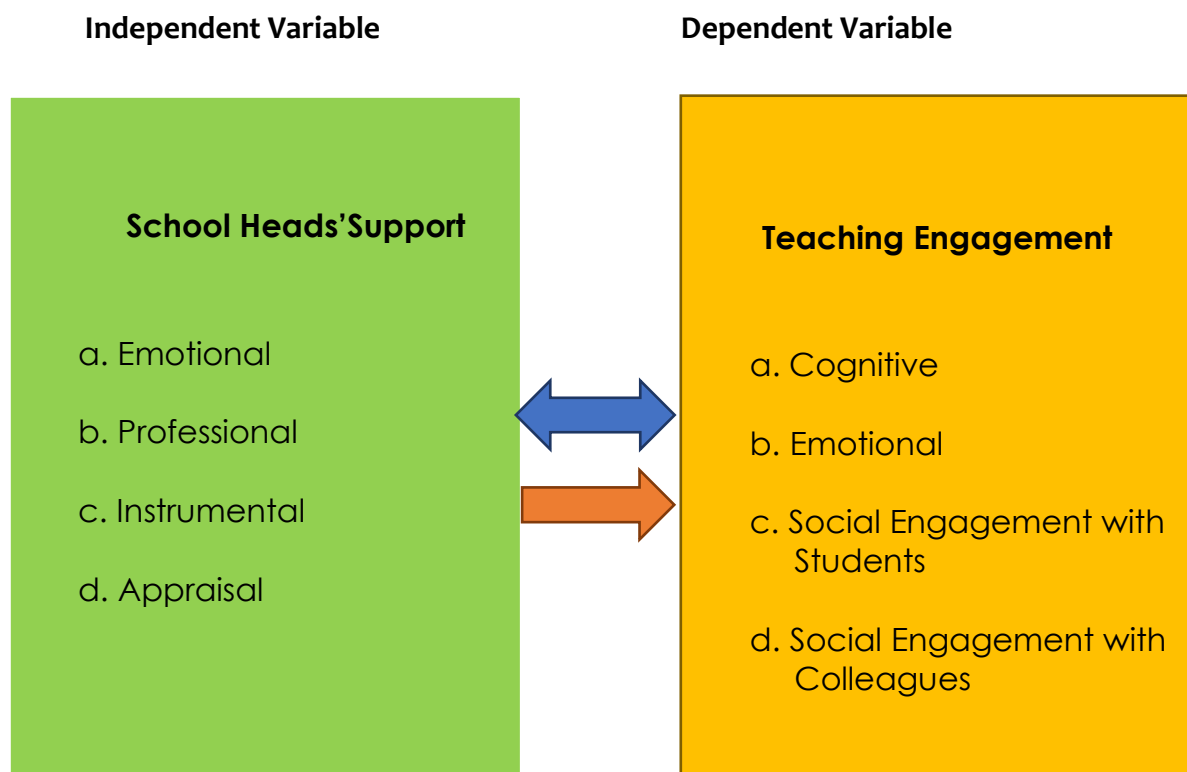 Independent Variable
Dependent Variable
School Heads’Support
a. Emotional
b. Professional
c. Instrumental
d. Appraisal
Teaching Engagement
a. Cognitive
b. Emotional
c. Social Engagement with
Students
d. Social Engagement with
Colleagues